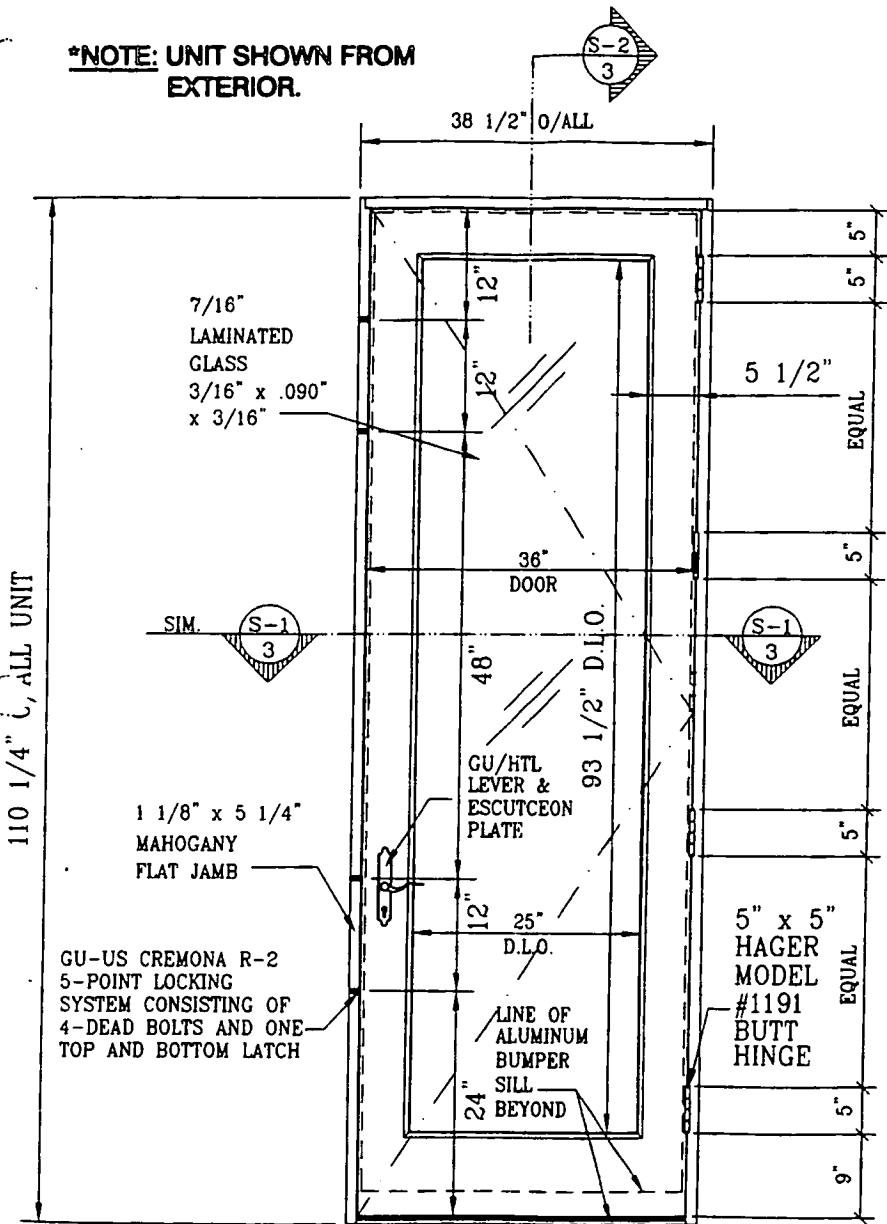 *NOTE: UNIT SHOWN FROM
EXTERIOR.
S-2
3
38 1/2" O/ALL
5"
5"
12"
7/16"
LAMINATED
GLASS
3/16" x .090"
x 3/16"
12"
5 1/2"
EQUAL
5"
36"
DOOR
110 1/4" ALL UNIT
SIM.
S-1
3
S-1
3
48"
93 1/2" D.L.O.
EQUAL
GU/HTL
LEVER &
ESCUTCEON
PLATE
1 1/8" x 5 1/4"
MAHOGANY
FLAT JAMB
5"
12"
25"
D.L.O.
5" x 5"
HAGER
MODEL
#1191
BUTT
HINGE
EQUAL
GU-US CREMONA R-2
5-POINT LOCKING
SYSTEM CONSISTING OF
4-DEAD BOLTS AND ONE
TOP AND BOTTOM LATCH
LINE OF
ALUMINUM
BUMPER
SILL
BEYOND
24"
5"
9"